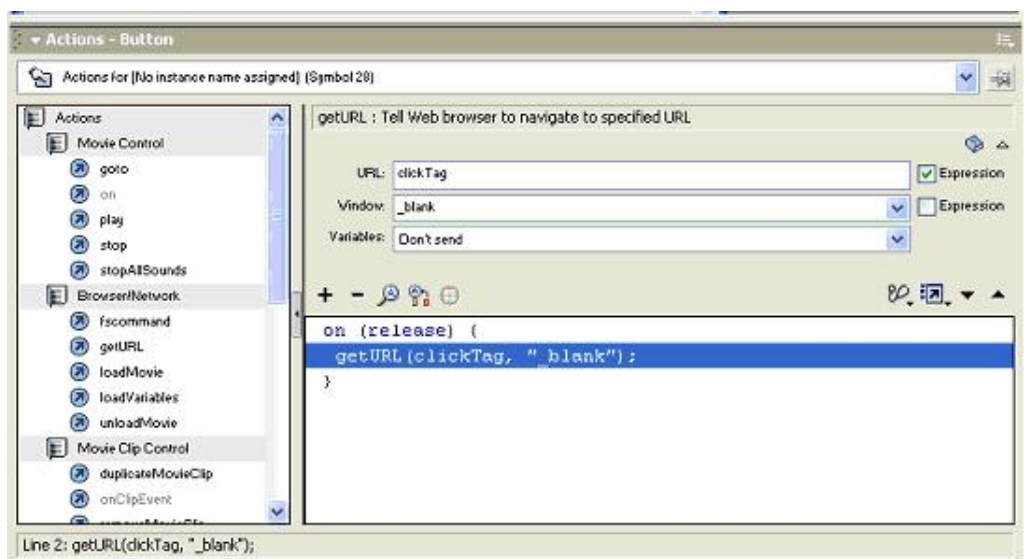 Actions - Button
Actions for [No instance name assigned] (Symbol 28)
Actions
Movie Control
goto
on
play
stop
stopAllSounds
Browser/Network
fscommand
getURL
loadMovie
loadVariables
unloadMovie
Movie Clip Control
duplicateMovieClip
onClipEvent
getURL : Tell Web browser to navigate to specified URL
URL: clickTag Expression
Window: _blank Expression
Variables: Don't send
on (release) {
getURL(clickTag, "_blank");
}
Line 2: getURL(clickTag, "_blank");